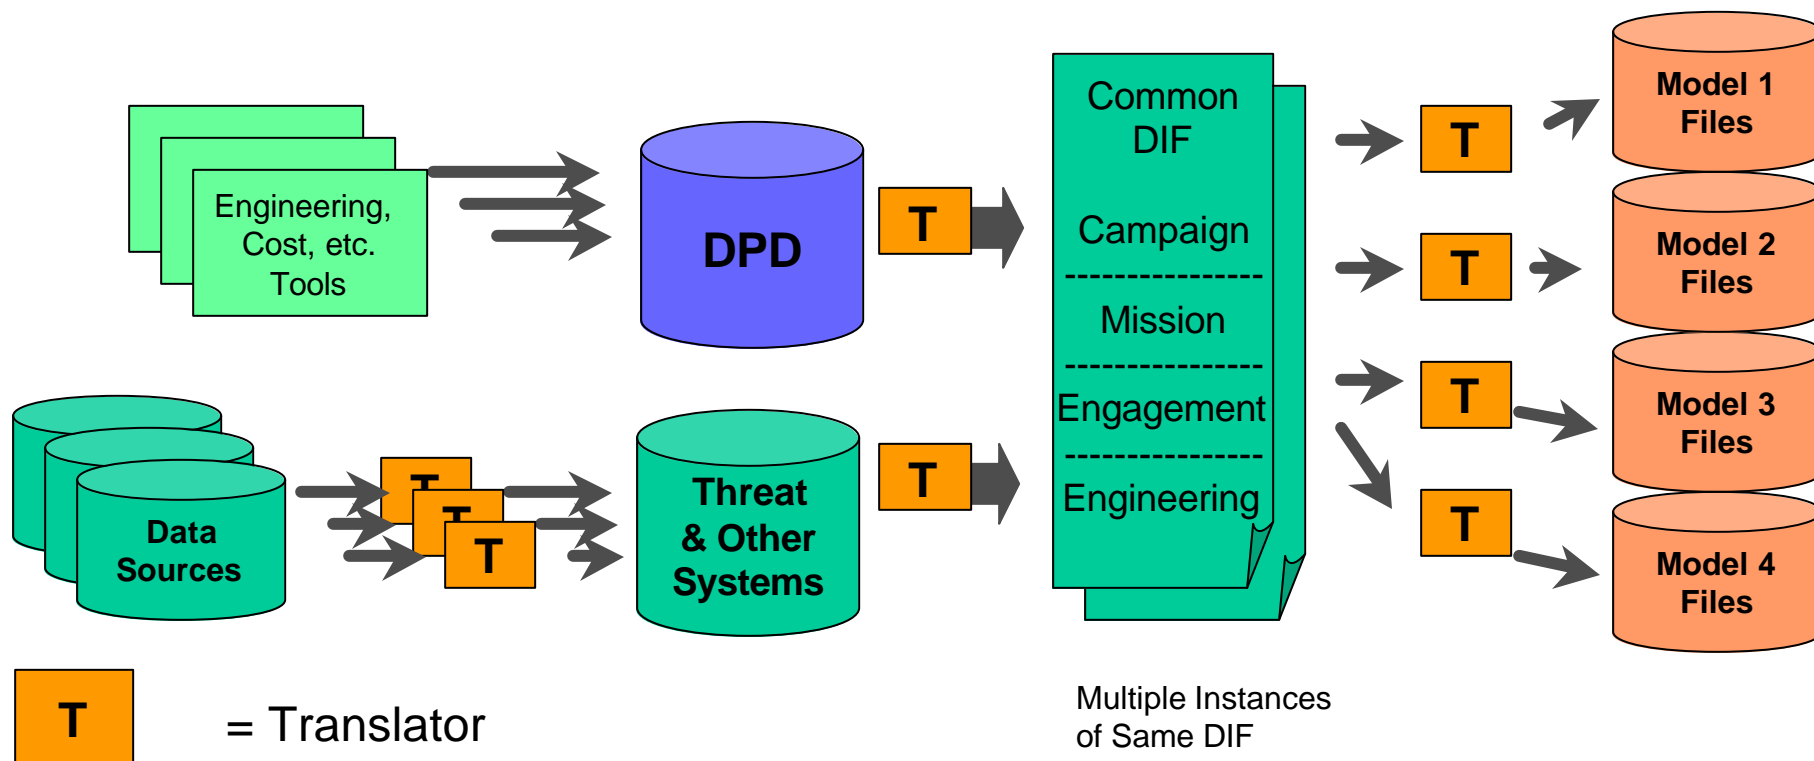 Engineering,
Cost, etc.
Tools
DPD
T
Common
DIF
Campaign
----------------
Mission
----------------
Engagement
----------------
Engineering
T
T
T
T
Model 1
Files
Model 2
Files
Model 3
Files
Model 4
Files
Data
Sources
T
T
T
Threat
& Other
Systems
T
T
= Translator
Multiple Instances
of Same DIF